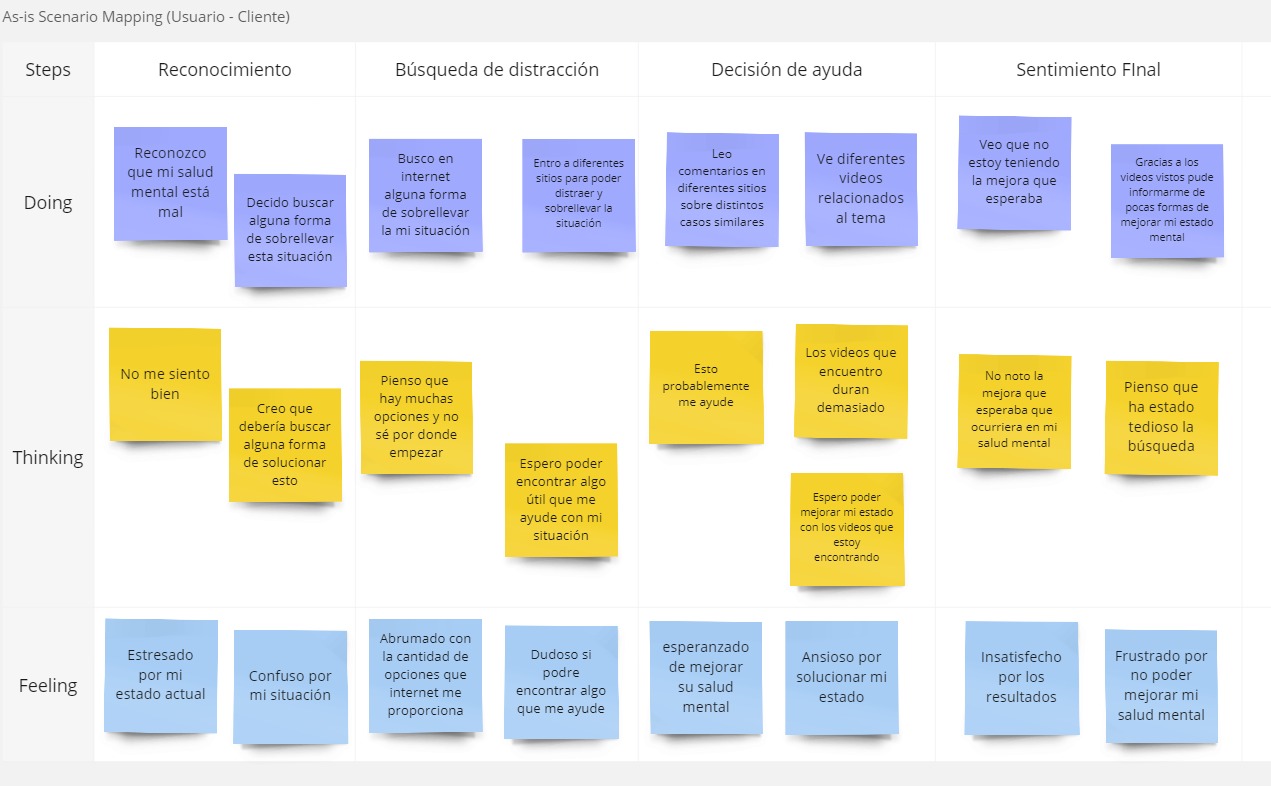 As-is Scenario Mapping (Usuario - Cliente)
Steps
Reconocimiento
Búsqueda de distracción
Decisión de ayuda
Sentimiento FInal
Doing
Reconozco
que mi salud
mental está
mal
Decido buscar
alguna forma
de sobrellevar
esta situación
Busco en
internet
alguna forma
de sobrellevar
la mi situación
Entro a diferentes
sitios para poder
distraer y
sobrellevar la
situación
Leo
comentarios en
diferentes sitios
sobre distintos
casos similares
Ve diferentes
videos
relacionados
al tema
Veo que no
estoy teniendo
la mejora que
esperaba
Gracias a los
videos vistos pude
informarme de
pocas formas de
mejorar mi estado
mental
Thinking
No me siento
bien
Creo que
debería buscar
alguna forma
de solucionar
esto
Pienso que
hay muchas
opciones y no
sé por donde
empezar
Espero poder
encontrar algo
útil que me
ayude con mi
situación
Esto
probablemente
me ayude
Los videos que
encuentro
duran
demasiado
Espero poder
mejorar mi estado
con los videos que
estoy
encontrando
No noto la
mejora que
esperaba que
ocurriera en mi
salud mental
Pienso que
ha estado
tedioso la
búsqueda
Feeling
Estresado
por mi
estado actual
Confuso por
mi situación
Abrumado con
la cantidad de
opciones que
internet me
proporciona
Dudoso si
podre
encontrar algo
que me ayude
esperanzado
de mejorar
su salud
mental
Ansioso por
solucionar mi
estado
Insatisfecho
por los
resultados
Frustrado por
no poder
mejorar mi
salud mental